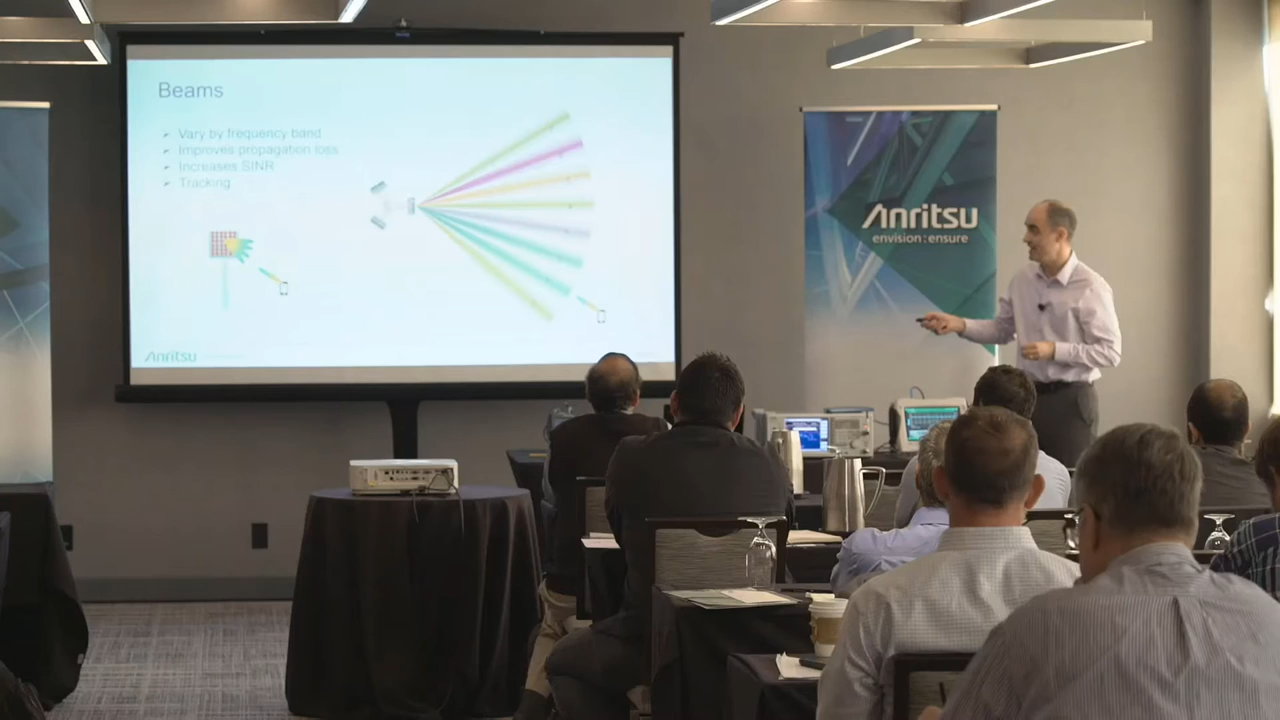 Beams
Vary by frequency band
Improves propagation loss
Increases SINR
Tracking
Anritsu
Anritsu
envision : ensure